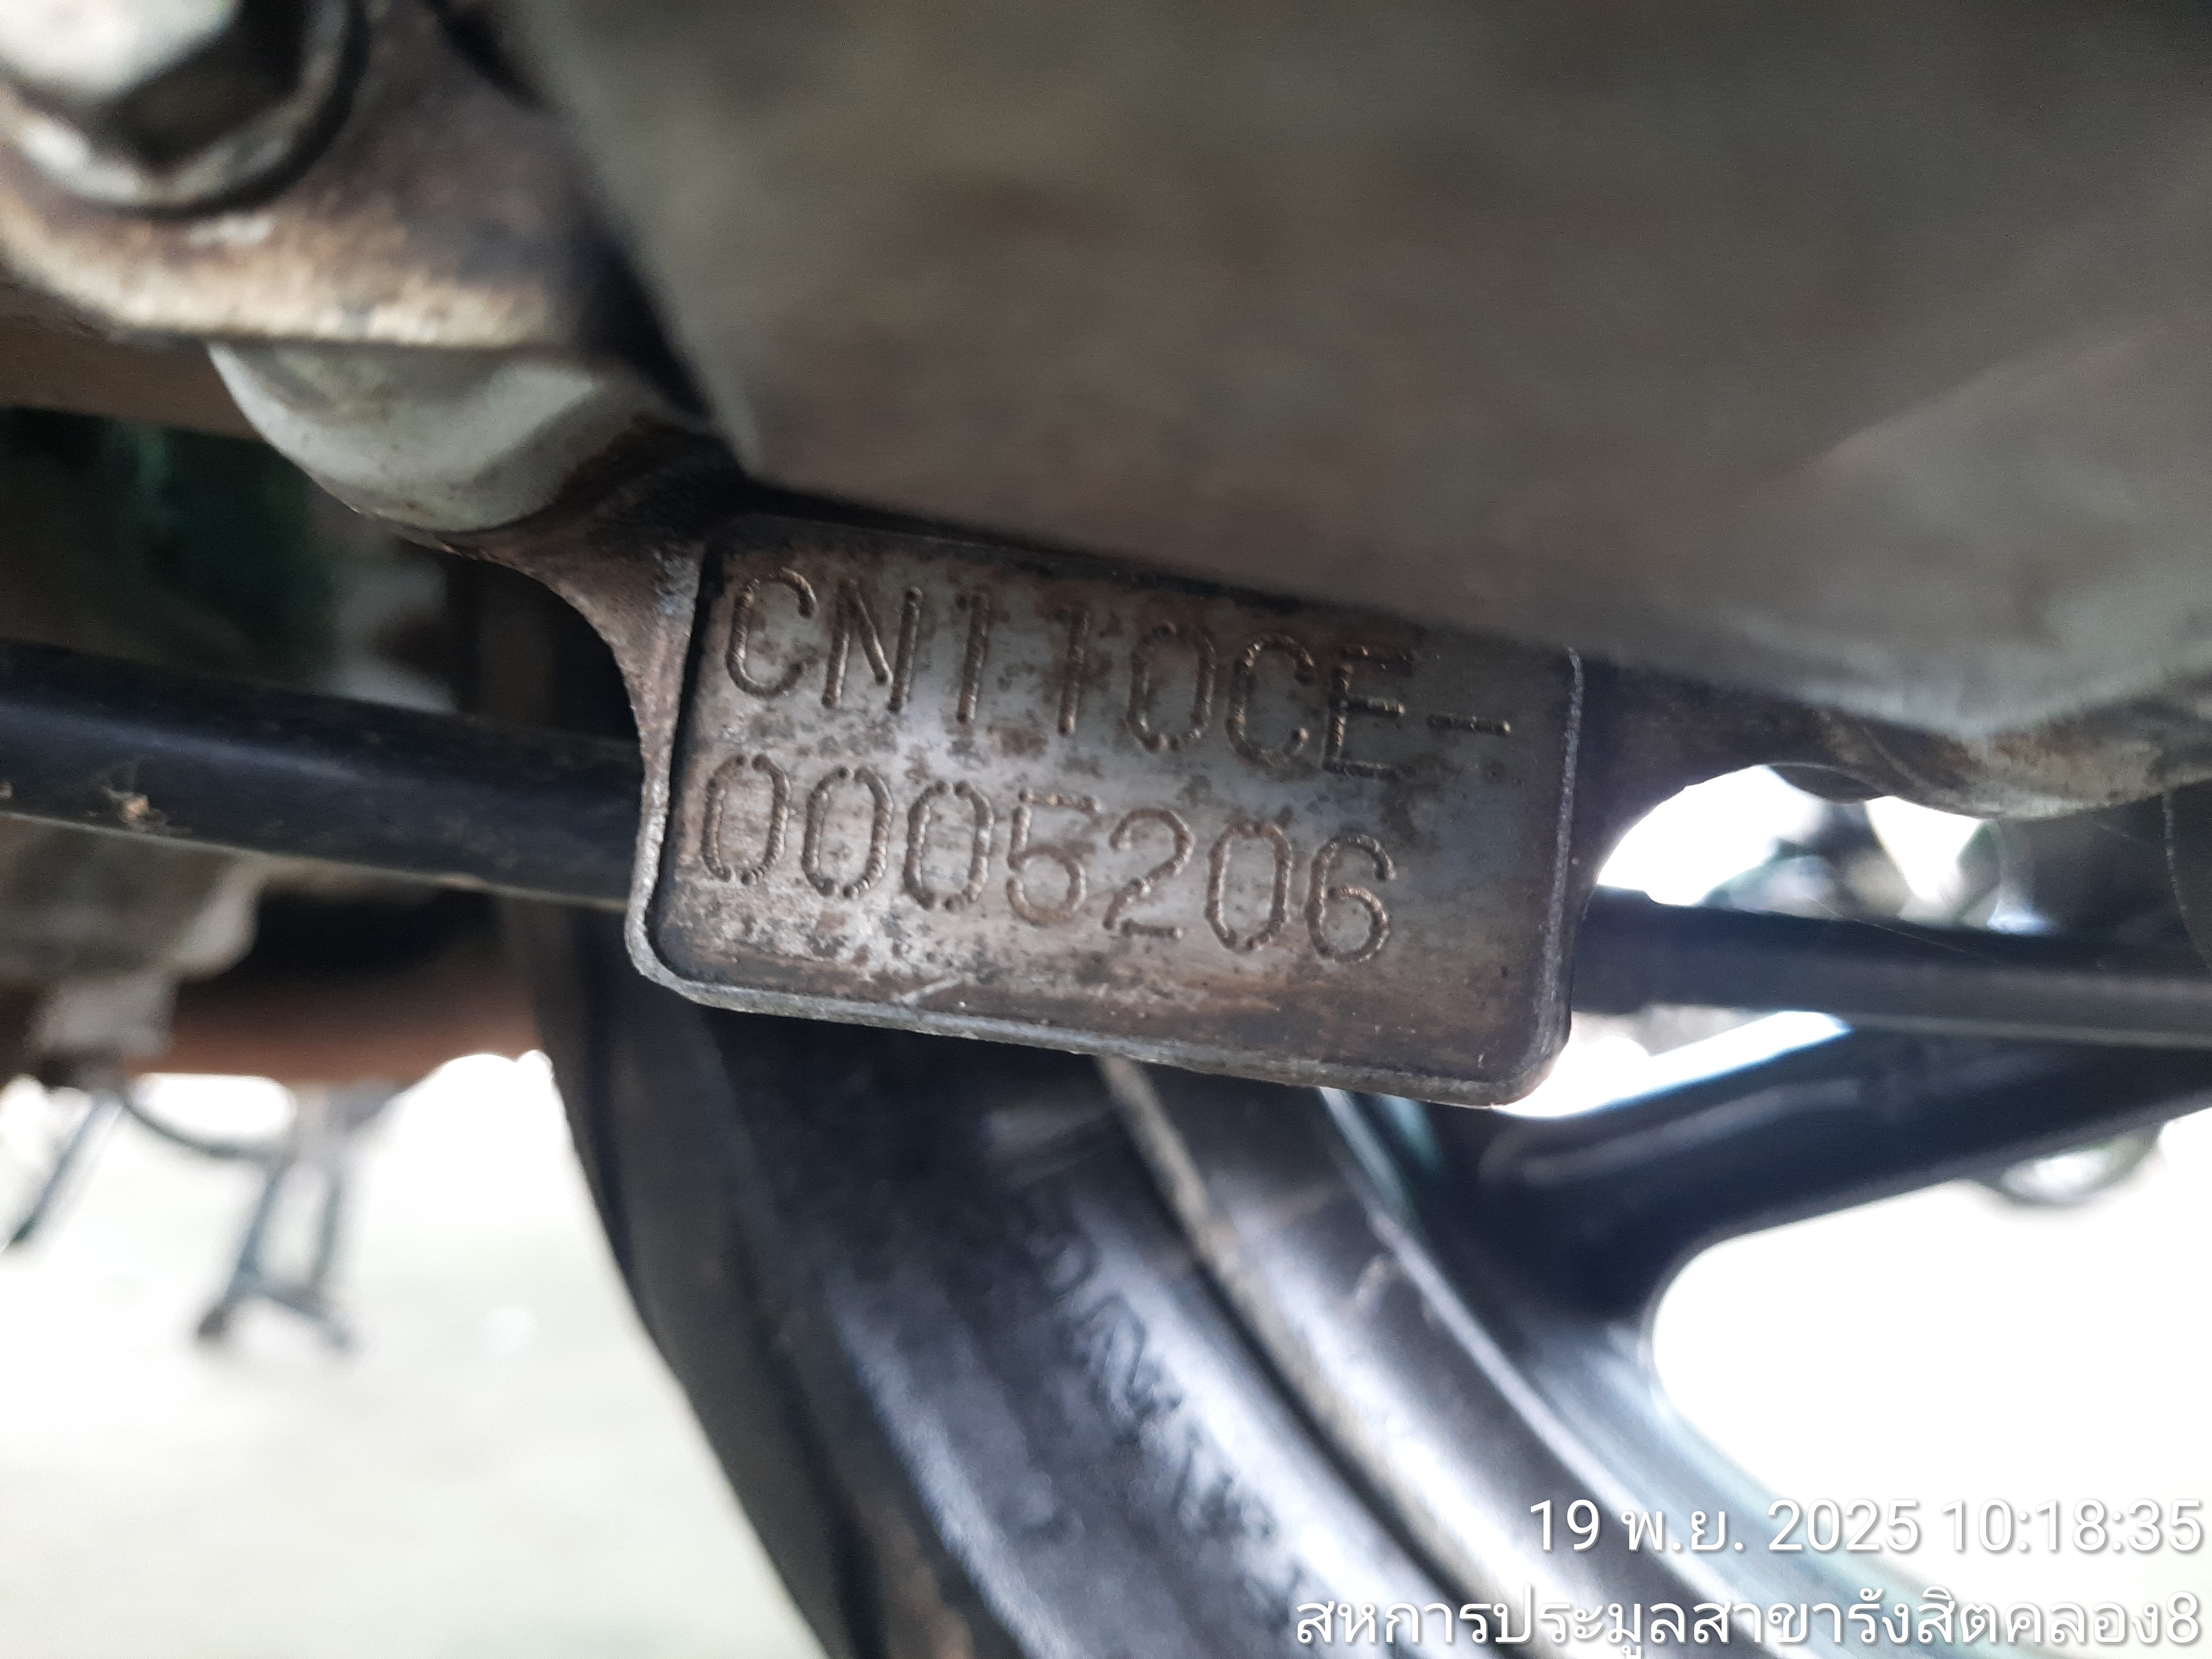 CN110CE-
0005206
19 พ.ย. 2025 10:18:35
สหการประมูลสาขารังสิตคลอง8